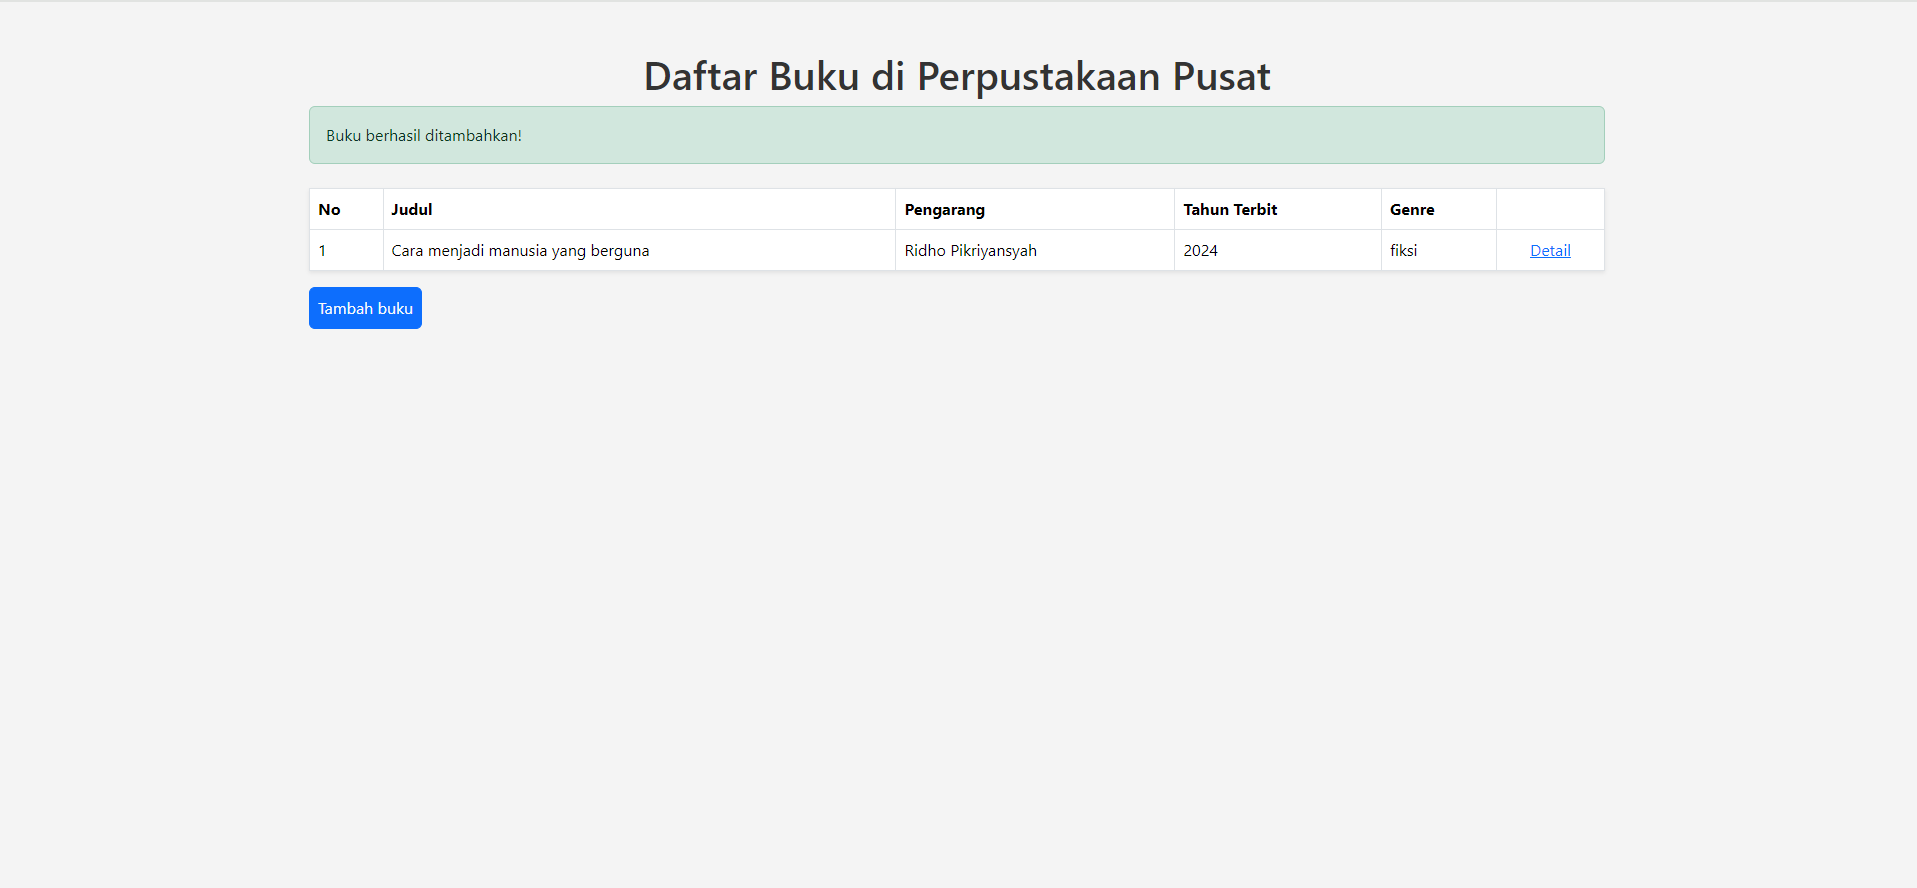 Daftar Buku di Perpustakaan Pusat
Buku berhasil ditambahkan!
No Judul Pengarang Tahun Terbit Genre
1 Cara menjadi manusia yang berguna Ridho Pikriyansyah 2024 fiksi Detail
Tambah buku